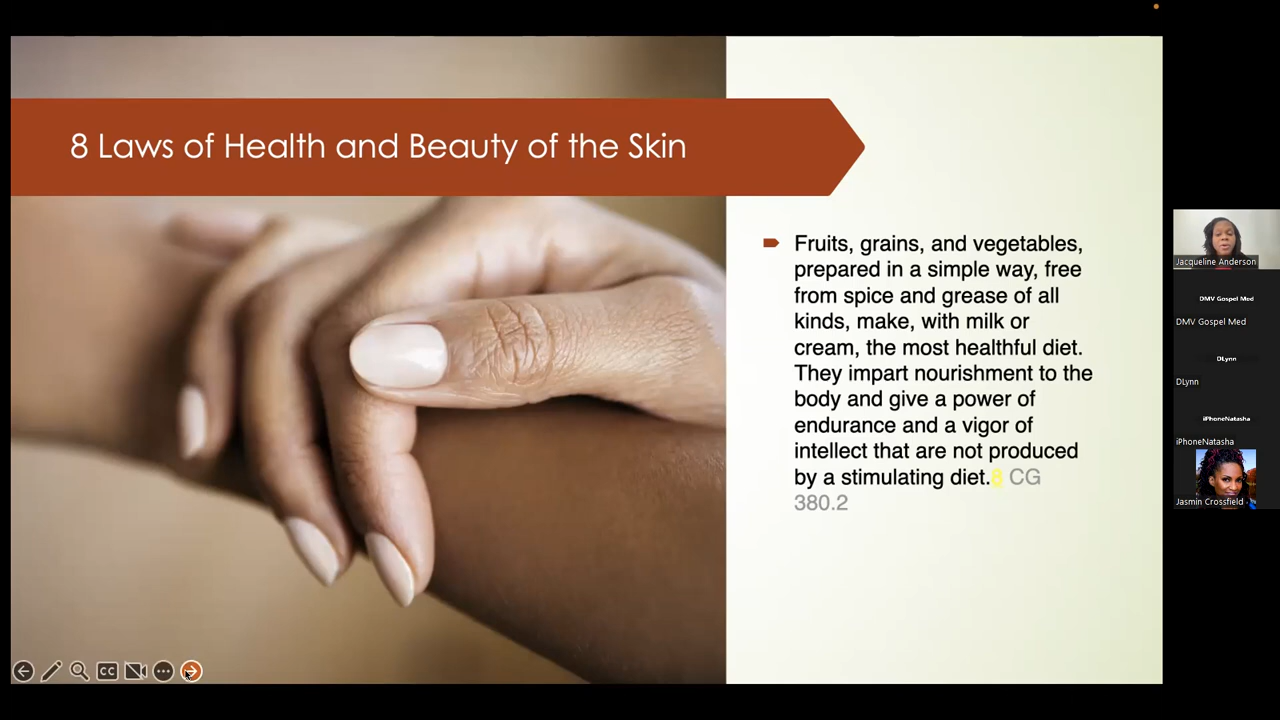 8 Laws of Health and Beauty of the Skin
Fruits, grains, and vegetables,
prepared in a simple way, free
from spice and grease of all
kinds, make, with milk or
cream, the most healthful diet.
They impart nourishment to the
body and give a power of
endurance and a vigor of
intellect that are not produced
by a stimulating diet.8 CG
380.2
CC
Jacqueline Anderson
DMV Gospel Med
DMV Gospel Med
DLynn
DLynn
iPhoneNatasha
iPhoneNatasha
Jasmin Crossfield